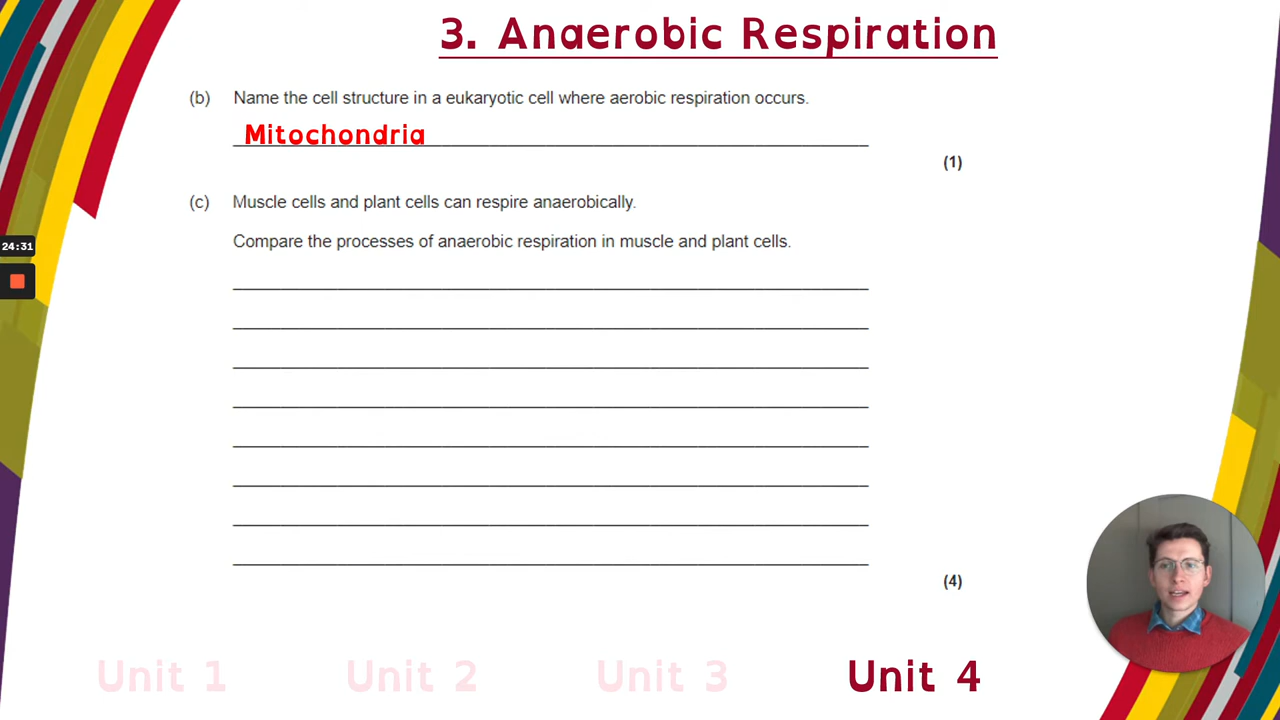 3. Anaerobic Respiration
(b) Name the cell structure in a eukaryotic cell where aerobic respiration occurs.
Mitochondria
(1)
(c) Muscle cells and plant cells can respire anaerobically.
24:31
Compare the processes of anaerobic respiration in muscle and plant cells.
(4)
Unit 1 Unit 2 Unit 3 Unit 4